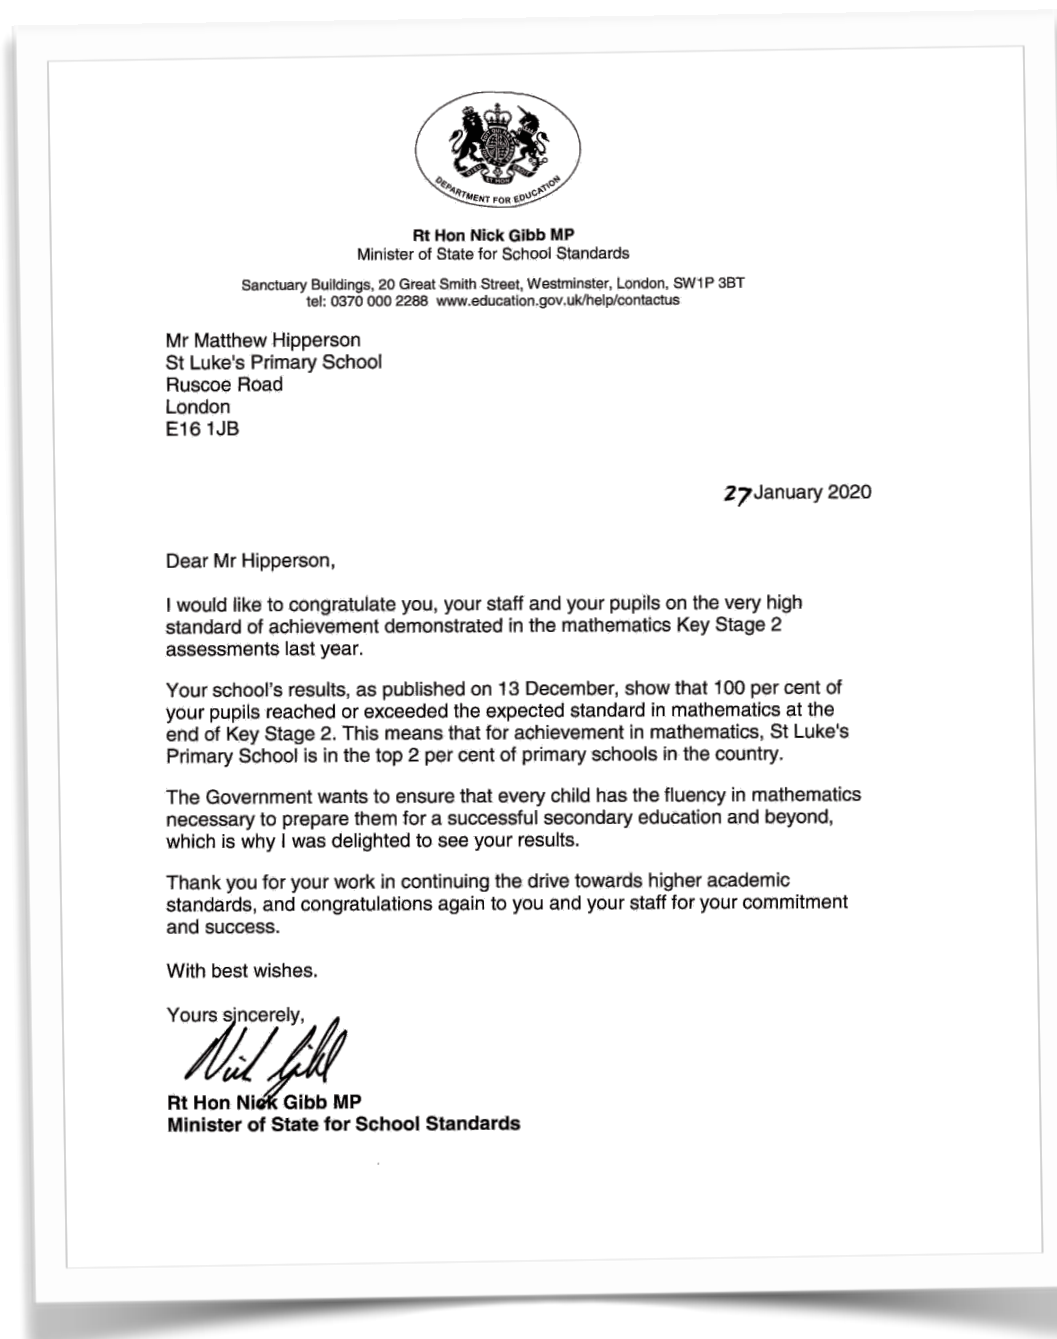 DEPARTMENT FOR EDUCATION
Rt Hon Nick Gibb MP
Minister of State for School Standards
Sanctuary Buildings, 20 Great Smith Street, Westminster, London, SW1P 3BT
tel: 0370 000 2288 www.education.gov.uk/help/contactus
Mr Matthew Hipperson
St Luke's Primary School
Ruscoe Road
London
E16 1JB
27 January 2020
Dear Mr Hipperson,
I would like to congratulate you, your staff and your pupils on the very high
standard of achievement demonstrated in the mathematics Key Stage 2
assessments last year.
Your school's results, as published on 13 December, show that 100 per cent of
your pupils reached or exceeded the expected standard in mathematics at the
end of Key Stage 2. This means that for achievement in mathematics, St Luke's
Primary School is in the top 2 per cent of primary schools in the country.
The Government wants to ensure that every child has the fluency in mathematics
necessary to prepare them for a successful secondary education and beyond,
which is why I was delighted to see your results.
Thank you for your work in continuing the drive towards higher academic
standards, and congratulations again to you and your staff for your commitment
and success.
With best wishes.
Yours sincerely,
Nick Gibb
Rt Hon Nick Gibb MP
Minister of State for School Standards